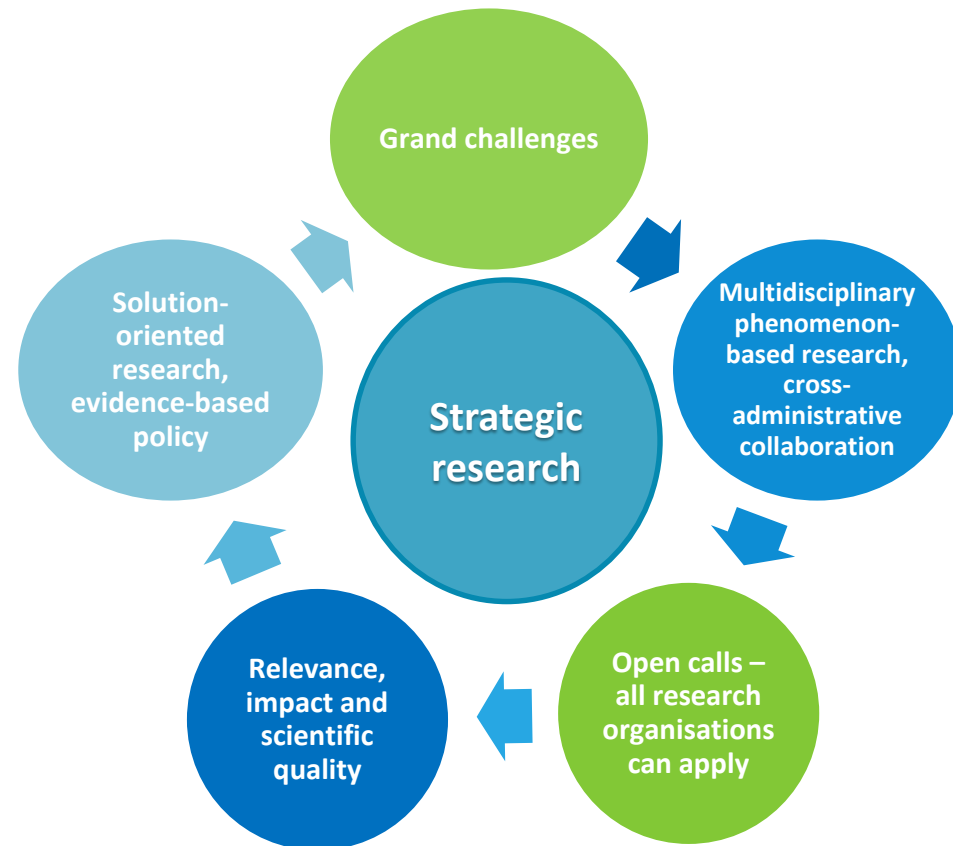 Grand challenges
Multidisciplinary
phenomenon-
based research,
cross-
administrative
collaboration
Open calls –
all research
organisations
can apply
Relevance,
impact and
scientific
quality
Solution-
oriented
research,
evidence-based
policy
Strategic
research